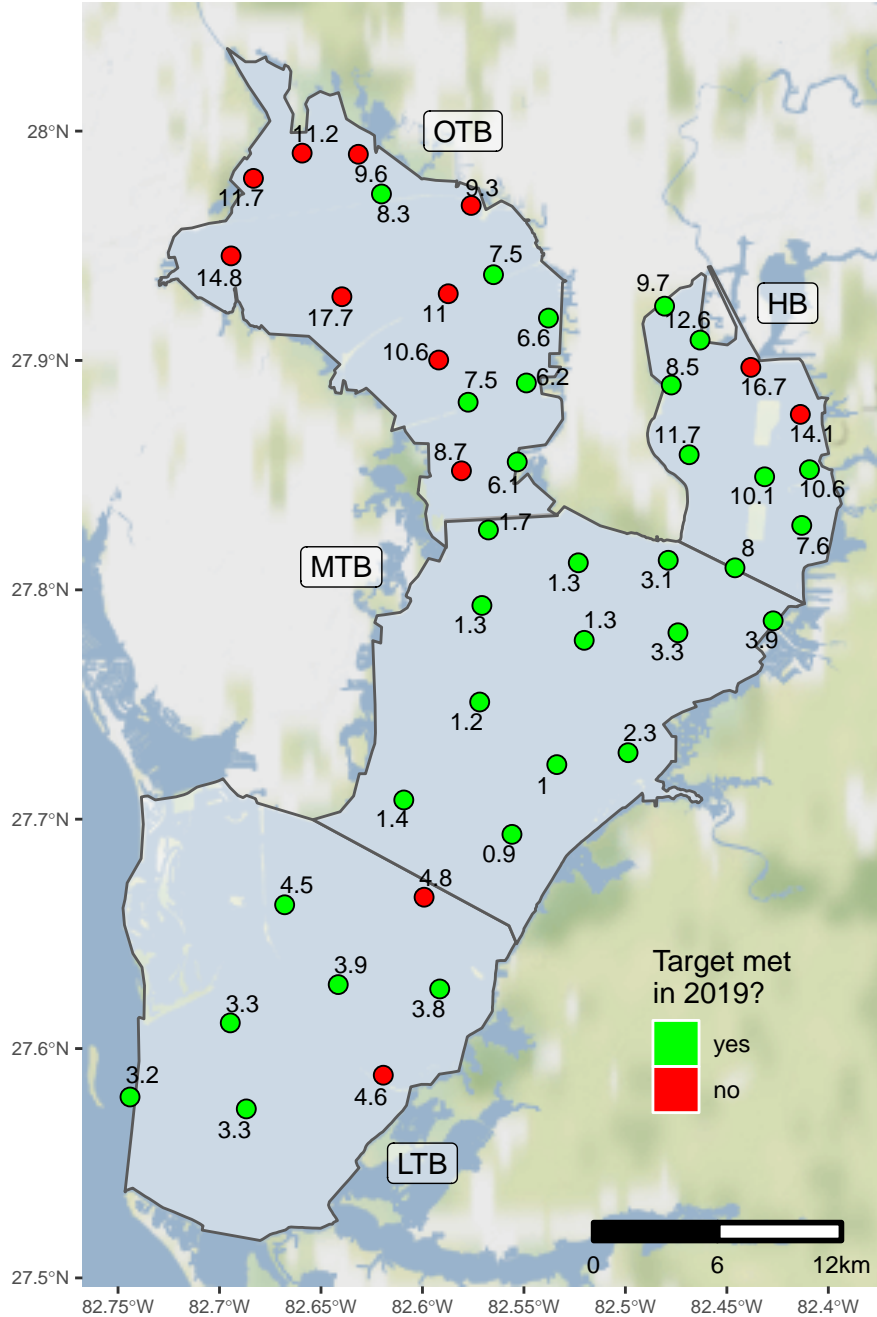 28°N
27.9°N
27.8°N
27.7°N
27.6°N
27.5°N
OTB
11.2
9.6
11.7
8.3
9.3
14.8
7.5
17.7
11
6.6
10.6
7.5
6.2
8.7
6.1
HB
9.7
12.6
8.5
16.7
11.7
14.1
10.1
10.6
7.6
8
MTB
1.7
1.3
3.1
1.3
1.3
3.3
3.9
1.2
2.3
1
1.4
0.9
4.8
4.5
3.9
3.8
3.3
3.2
4.6
3.3
LTB
Target met
in 2019?
yes
no
0 6 12km
82.75°W 82.7°W 82.65°W 82.6°W 82.55°W 82.5°W 82.45°W 82.4°W